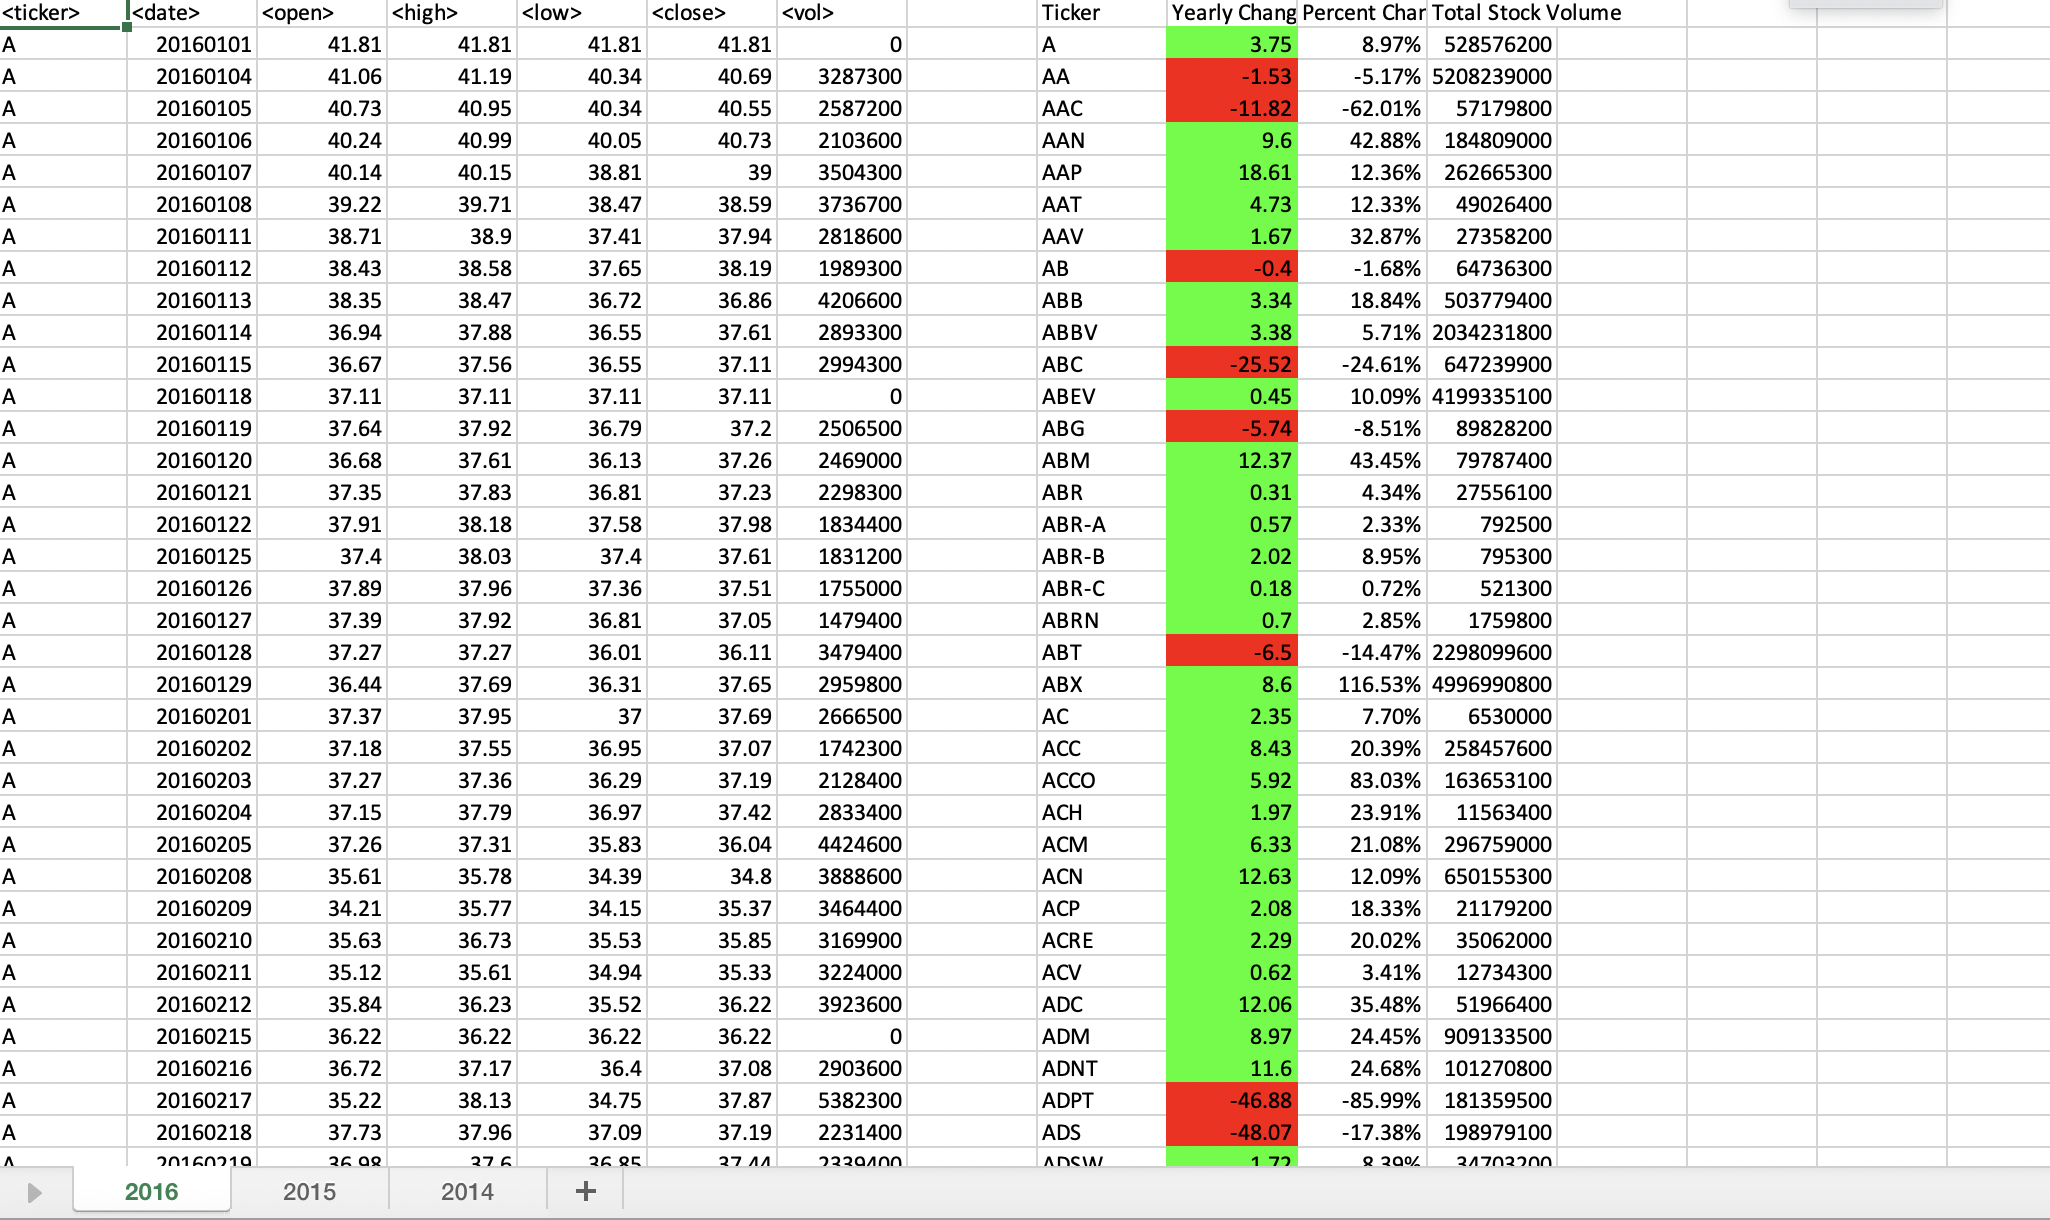 <ticker> <date> <open> <high> <low> <close> <vol> Ticker Yearly Chang Percent Char Total Stock Volume
A 20160101 41.81 41.81 41.81 41.81 0 A 3.75 8.97% 528576200
A 20160104 41.06 41.19 40.34 40.69 3287300 AA -1.53 -5.17% 5208239000
A 20160105 40.73 40.95 40.34 40.55 2587200 AAC -11.82 -62.01% 57179800
A 20160106 40.24 40.99 40.05 40.73 2103600 AAN 9.6 42.88% 184809000
A 20160107 40.14 40.15 38.81 39 3504300 AAP 18.61 12.36% 262665300
A 20160108 39.22 39.71 38.47 38.59 3736700 AAT 4.73 12.33% 49026400
A 20160111 38.71 38.9 37.41 37.94 2818600 AAV 1.67 32.87% 27358200
A 20160112 38.43 38.58 37.65 38.19 1989300 AB -0.4 -1.68% 64736300
A 20160113 38.35 38.47 36.72 36.86 4206600 ABB 3.34 18.84% 503779400
A 20160114 36.94 37.88 36.55 37.61 2893300 ABBV 3.38 5.71% 2034231800
A 20160115 36.67 37.56 36.55 37.11 2994300 ABC -25.52 -24.61% 647239900
A 20160118 37.11 37.11 37.11 37.11 0 ABEV 0.45 10.09% 4199335100
A 20160119 37.64 37.92 36.79 37.2 2506500 ABG -5.74 -8.51% 89828200
A 20160120 36.68 37.61 36.13 37.26 2469000 ABM 12.37 43.45% 79787400
A 20160121 37.35 37.83 36.81 37.23 2298300 ABR 0.31 4.34% 27556100
A 20160122 37.91 38.18 37.58 37.98 1834400 ABR-A 0.57 2.33% 792500
A 20160125 37.4 38.03 37.4 37.61 1831200 ABR-B 2.02 8.95% 795300
A 20160126 37.89 37.96 37.36 37.51 1755000 ABR-C 0.18 0.72% 521300
A 20160127 37.39 37.92 36.81 37.05 1479400 ABRN 0.7 2.85% 1759800
A 20160128 37.27 37.27 36.01 36.11 3479400 ABT -6.5 -14.47% 2298099600
A 20160129 36.44 37.69 36.31 37.65 2959800 ABX 8.6 116.53% 4996990800
A 20160201 37.37 37.95 37 37.69 2666500 AC 2.35 7.70% 6530000
A 20160202 37.18 37.55 36.95 37.07 1742300 ACC 8.43 20.39% 258457600
A 20160203 37.27 37.36 36.29 37.19 2128400 ACCO 5.92 83.03% 163653100
A 20160204 37.15 37.79 36.97 37.42 2833400 ACH 1.97 23.91% 11563400
A 20160205 37.26 37.31 35.83 36.04 4424600 ACM 6.33 21.08% 296759000
A 20160208 35.61 35.78 34.39 34.8 3888600 ACN 12.63 12.09% 650155300
A 20160209 34.21 35.77 34.15 35.37 3464400 ACP 2.08 18.33% 21179200
A 20160210 35.63 36.73 35.53 35.85 3169900 ACRE 2.29 20.02% 35062000
A 20160211 35.12 35.61 34.94 35.33 3224000 ACV 0.62 3.41% 12734300
A 20160212 35.84 36.23 35.52 36.22 3923600 ADC 12.06 35.48% 51966400
A 20160215 36.22 36.22 36.22 36.22 0 ADM 8.97 24.45% 909133500
A 20160216 36.72 37.17 36.4 37.08 2903600 ADNT 11.6 24.68% 101270800
A 20160217 35.22 38.13 34.75 37.87 5382300 ADPT -46.88 -85.99% 181359500
A 20160218 37.73 37.96 37.09 37.19 2231400 ADS -48.07 -17.38% 198979100
A 20160219 36.98 37.6 36.85 37.44 2339400 ADSW 1.72 8.39% 34703200
2016 2015 2014 +